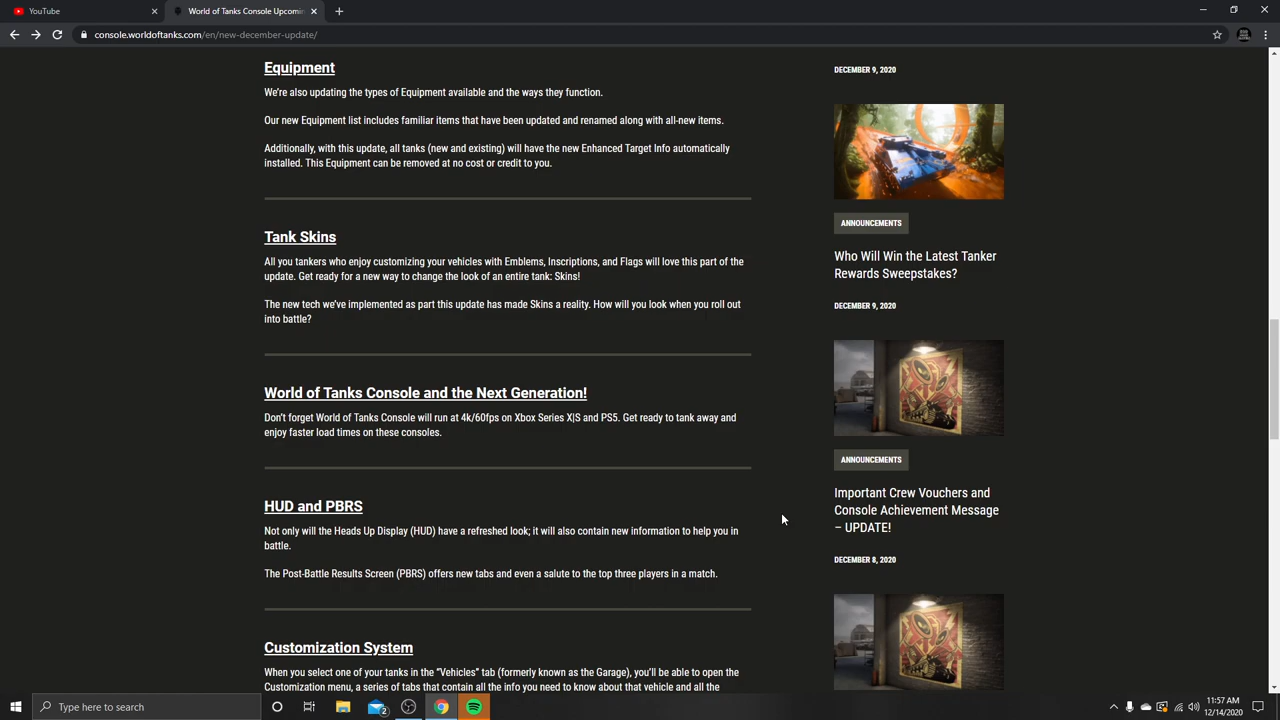 YouTube
World of Tanks Console Upcomin
console.worldoftanks.com/en/new-december-update/
Equipment
We're also updating the types of Equipment available and the ways they function.
Our new Equipment list includes familiar items that have been updated and renamed along with all-new items.
Additionally, with this update, all tanks (new and existing) will have the new Enhanced Target Info automatically
installed. This Equipment can be removed at no cost or credit to you.
Tank Skins
All you tankers who enjoy customizing your vehicles with Emblems, Inscriptions, and Flags will love this part of the
update. Get ready for a new way to change the look of an entire tank: Skins!
The new tech we've implemented as part this update has made Skins a reality. How will you look when you roll out
into battle?
World of Tanks Console and the Next Generation!
Don't forget World of Tanks Console will run at 4k/60fps on Xbox Series X|S and PS5. Get ready to tank away and
enjoy faster load times on these consoles.
HUD and PBRS
Not only will the Heads Up Display (HUD) have a refreshed look; it will also contain new information to help you in
battle.
The Post-Battle Results Screen (PBRS) offers new tabs and even a salute to the top three players in a match.
Customization System
When you select one of your tanks in the "Vehicles" tab (formerly known as the Garage), you'll be able to open the
Customization menu, a series of tabs that contain all the info you need to know about that vehicle and all the
DECEMBER 9, 2020
ANNOUNCEMENTS
Who Will Win the Latest Tanker
Rewards Sweepstakes?
DECEMBER 9, 2020
ANNOUNCEMENTS
Important Crew Vouchers and
Console Achievement Message
– UPDATE!
DECEMBER 8, 2020
Type here to search
2
11:57 AM
12/14/2020